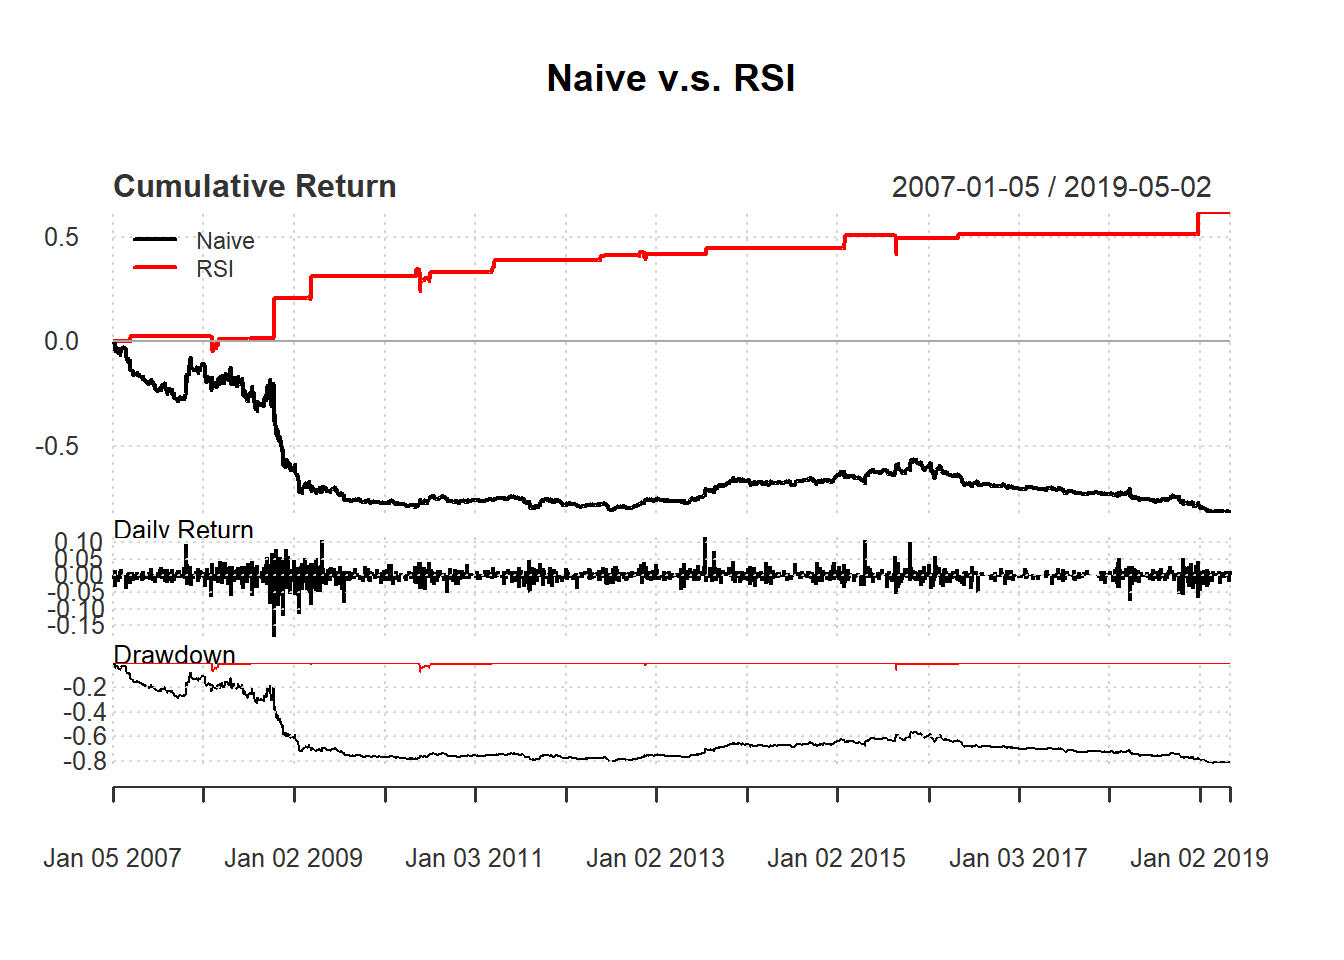 Naive v.s. RSI
Cumulative Return 2007-01-05 / 2019-05-02
0.5
Naive
RSI
0.0
-0.5
Daily Return
0.10
0.05
0.00
-0.05
-0.10
-0.15
Drawdown
-0.2
-0.4
-0.6
-0.8
Jan 05 2007 Jan 02 2009 Jan 03 2011 Jan 02 2013 Jan 02 2015 Jan 03 2017 Jan 02 2019